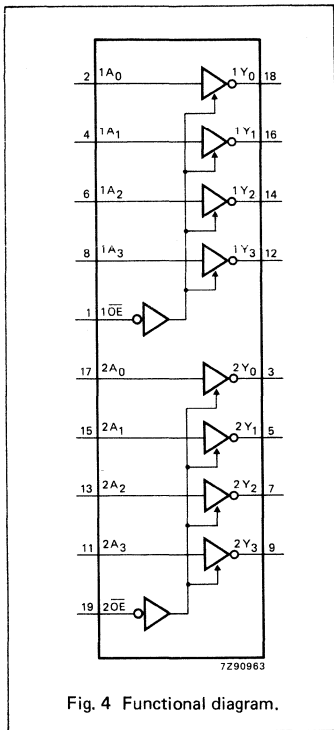 2 1A0 1Y0 18
4 1A1 1Y1 16
6 1A2 1Y2 14
8 1A3 1Y3 12
1 1O̅E̅
17 2A0 2Y0 3
15 2A1 2Y1 5
13 2A2 2Y2 7
11 2A3 2Y3 9
19 2O̅E̅
7Z90963
Fig. 4 Functional diagram.